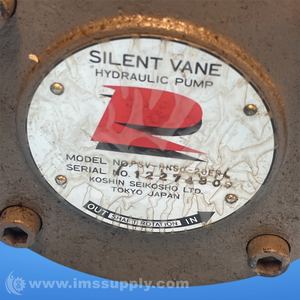 SILENT VANE
HYDRAULIC PUMP
MODEL NO.
SERIAL NO.
KOSHIN SEIKOSHO LTD.
TOKYO JAPAN
OUT SHAFT ROTATION IN
© www.imssupply.com